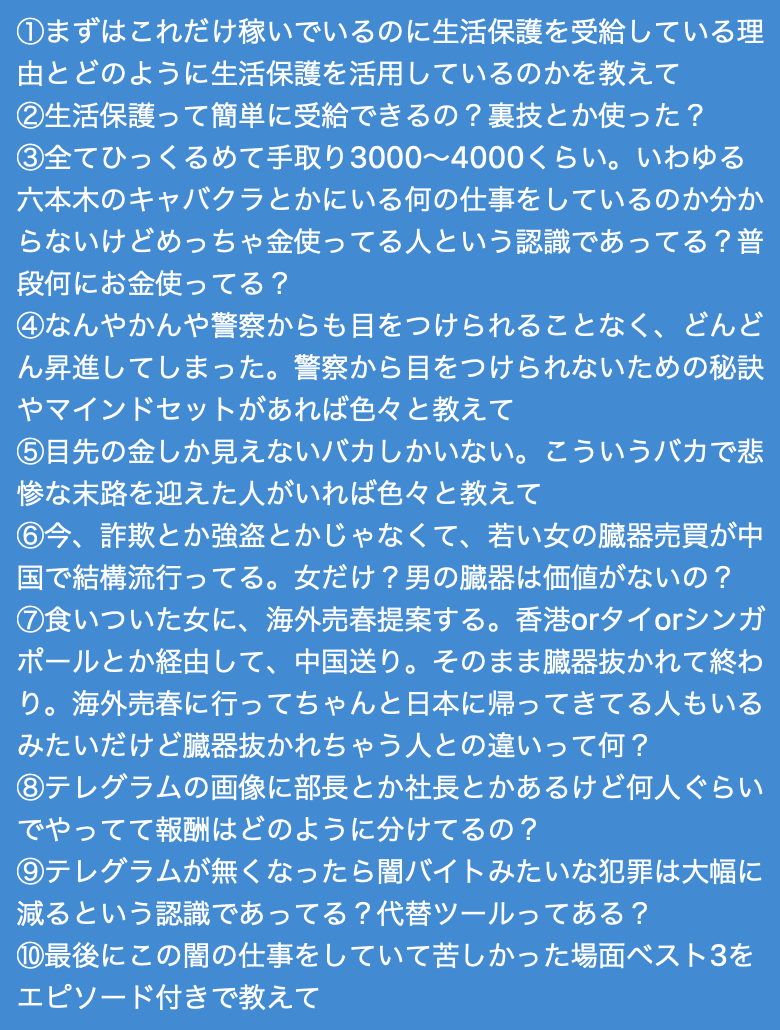 ①まずはこれだけ稼いでいるのに生活保護を受給している理
由とどのように生活保護を活用しているのかを教えて
②生活保護って簡単に受給できるの？裏技とか使った？
③全てひっくるめて手取り3000〜4000くらい。いわゆる
六本木のキャバクラとかにいる何の仕事をしているのか分か
らないけどめっちゃ金使ってる人という認識であってる？普
段何にお金使ってる？
④なんやかんや警察からも目をつけられることなく、どんど
ん昇進してしまった。警察から目をつけられないための秘訣
やマインドセットがあれば色々と教えて
⑤目先の金しか見えないバカしかいない。こういうバカで悲
惨な末路を迎えた人がいれば色々と教えて
⑥今、詐欺とか強盗とかじゃなくて、若い女の臓器売買が中
国で結構流行ってる。女だけ？男の臓器は価値がないの？
⑦食いついた女に、海外売春提案する。香港orタイorシンガ
ポールとか経由して、中国送り。そのまま臓器抜かれて終わ
り。海外売春に行ってちゃんと日本に帰ってきてる人もいる
みたいだけど臓器抜かれちゃう人との違いって何？
⑧テレグラムの画像に部長とか社長とかあるけど何人ぐらい
でやってて報酬はどのように分けてるの？
⑨テレグラムが無くなったら闇バイトみたいな犯罪は大幅に
減るという認識であってる？代替ツールってある？
⑩最後にこの闇の仕事をしていて苦しかった場面ベスト3を
エピソード付きで教えて